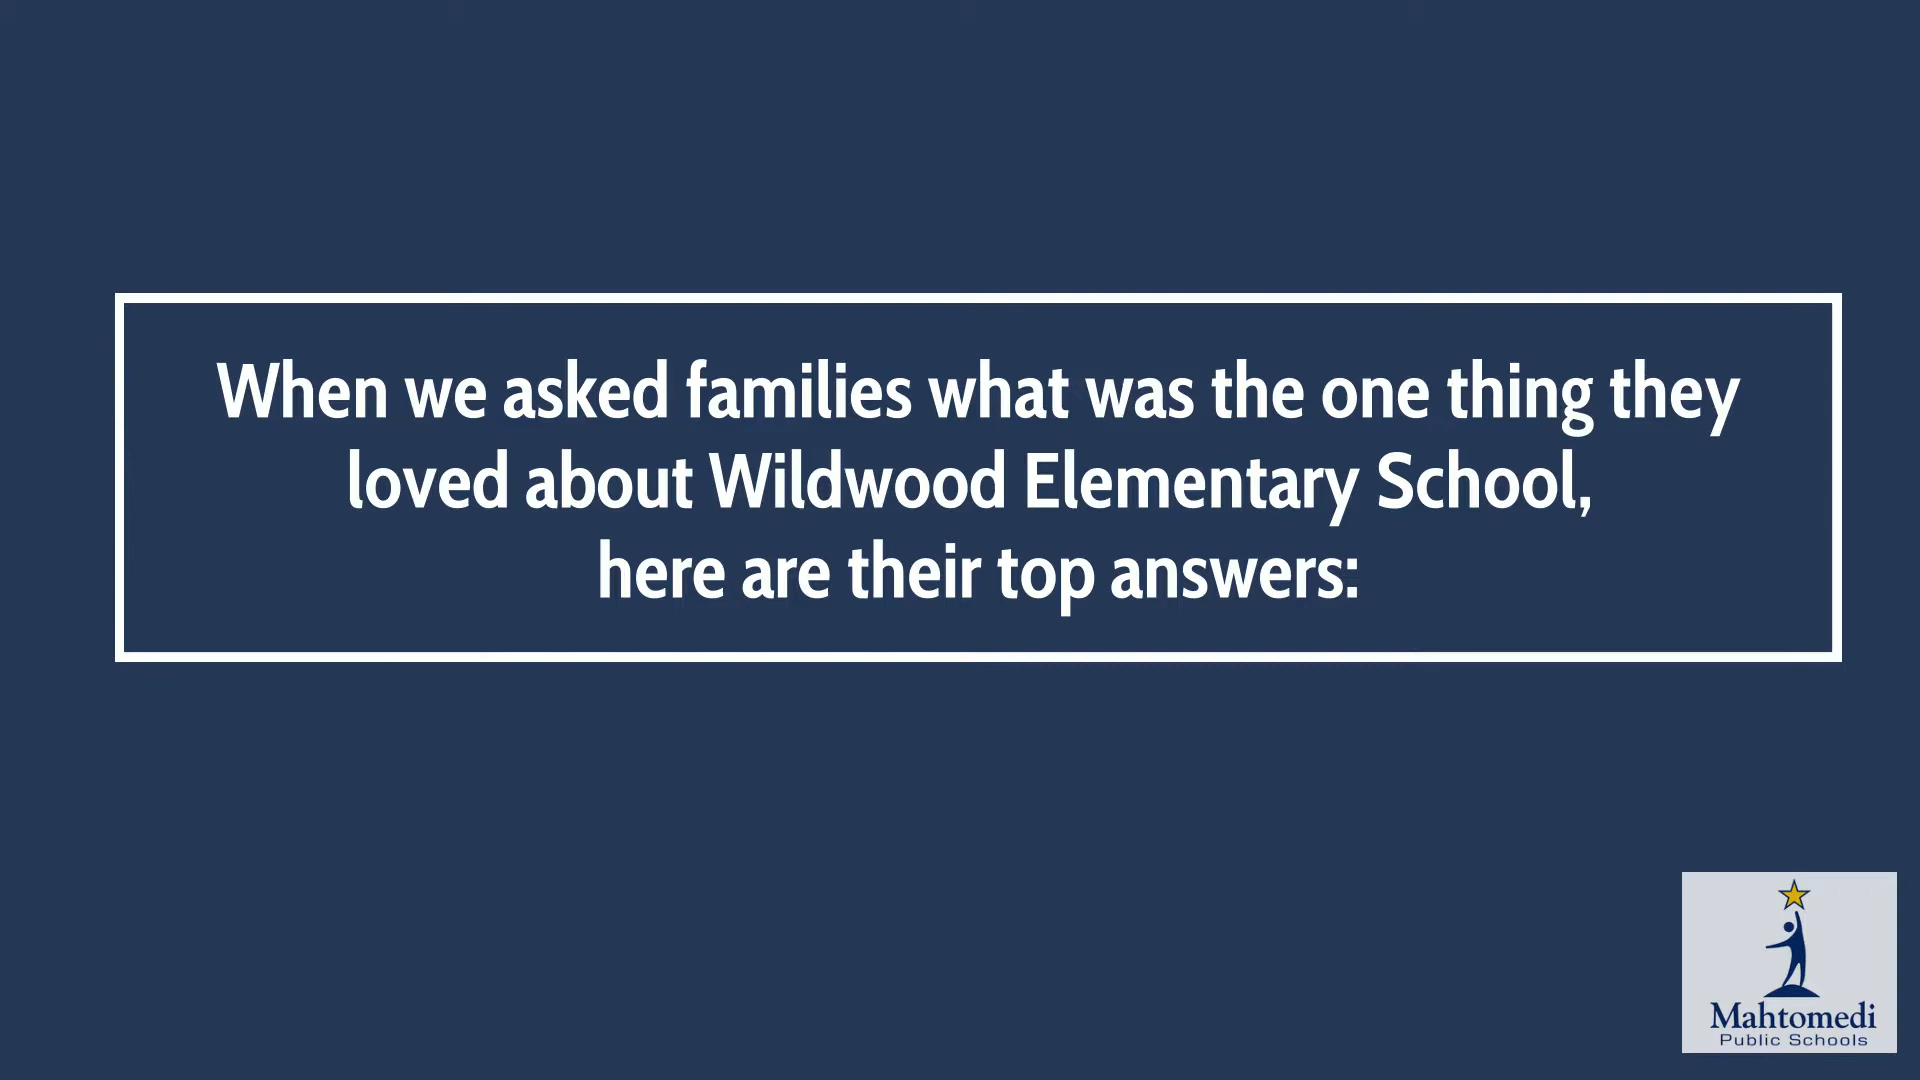 When we asked families what was the one thing they
loved about Wildwood Elementary School,
here are their top answers:
Mahtomedi
Public Schools